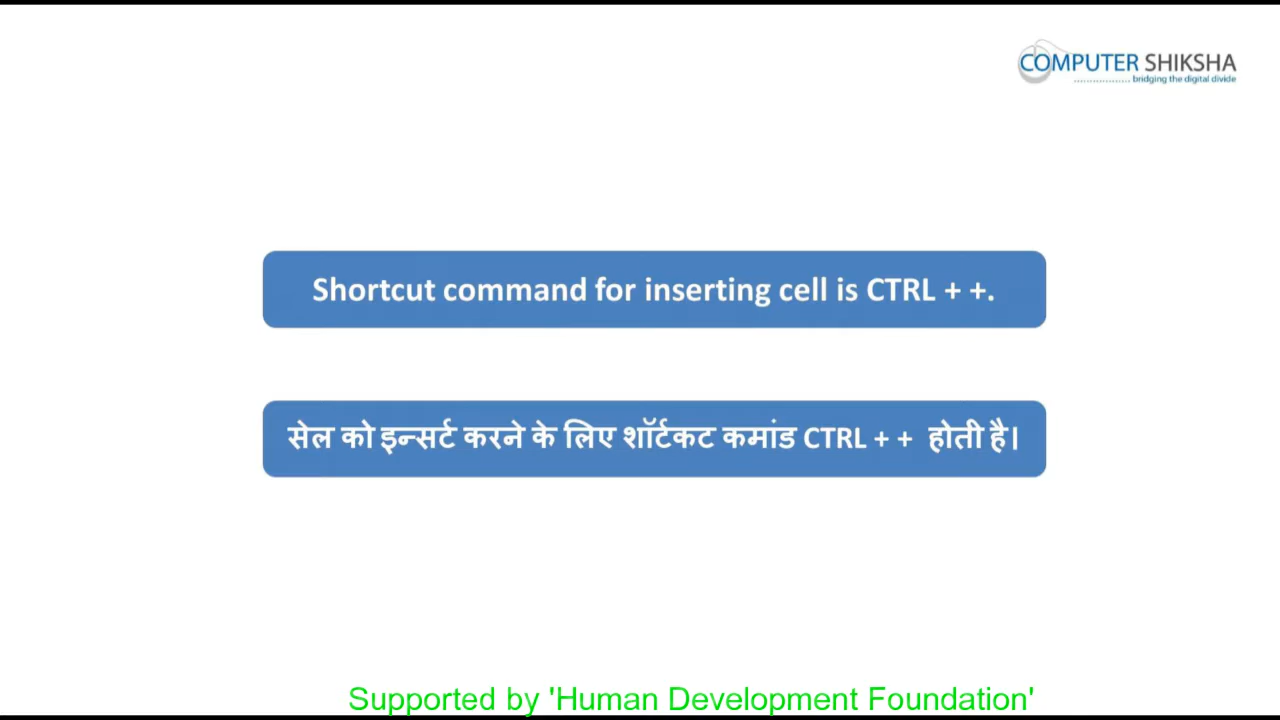 COMPUTER SHIKSHA
bridging the digital divide
Shortcut command for inserting cell is CTRL + +.
सेल को इन्सर्ट करने के लिए शॉर्टकट कमांड CTRL + + होती है।
Supported by 'Human Development Foundation'